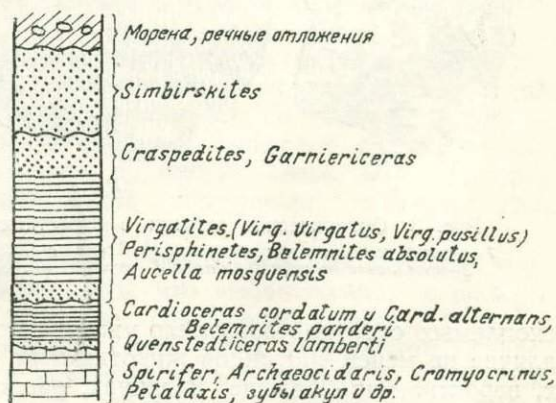 Морена, речные отложения
Simbirskites
Craspedites, Garniericeras
Virgatites.(Virg. virgatus, Virg. pusillus)
Perisphinetes, Belemnites absolutus,
Aucella mosquensis
Cardioceras cordatum и Card. alternans,
Belemnites panderi
Quenstedticeras lamberti
Spirifer, Archaeocidaris, Cromyocrinus,
Petalaxis, зубы акул и др.